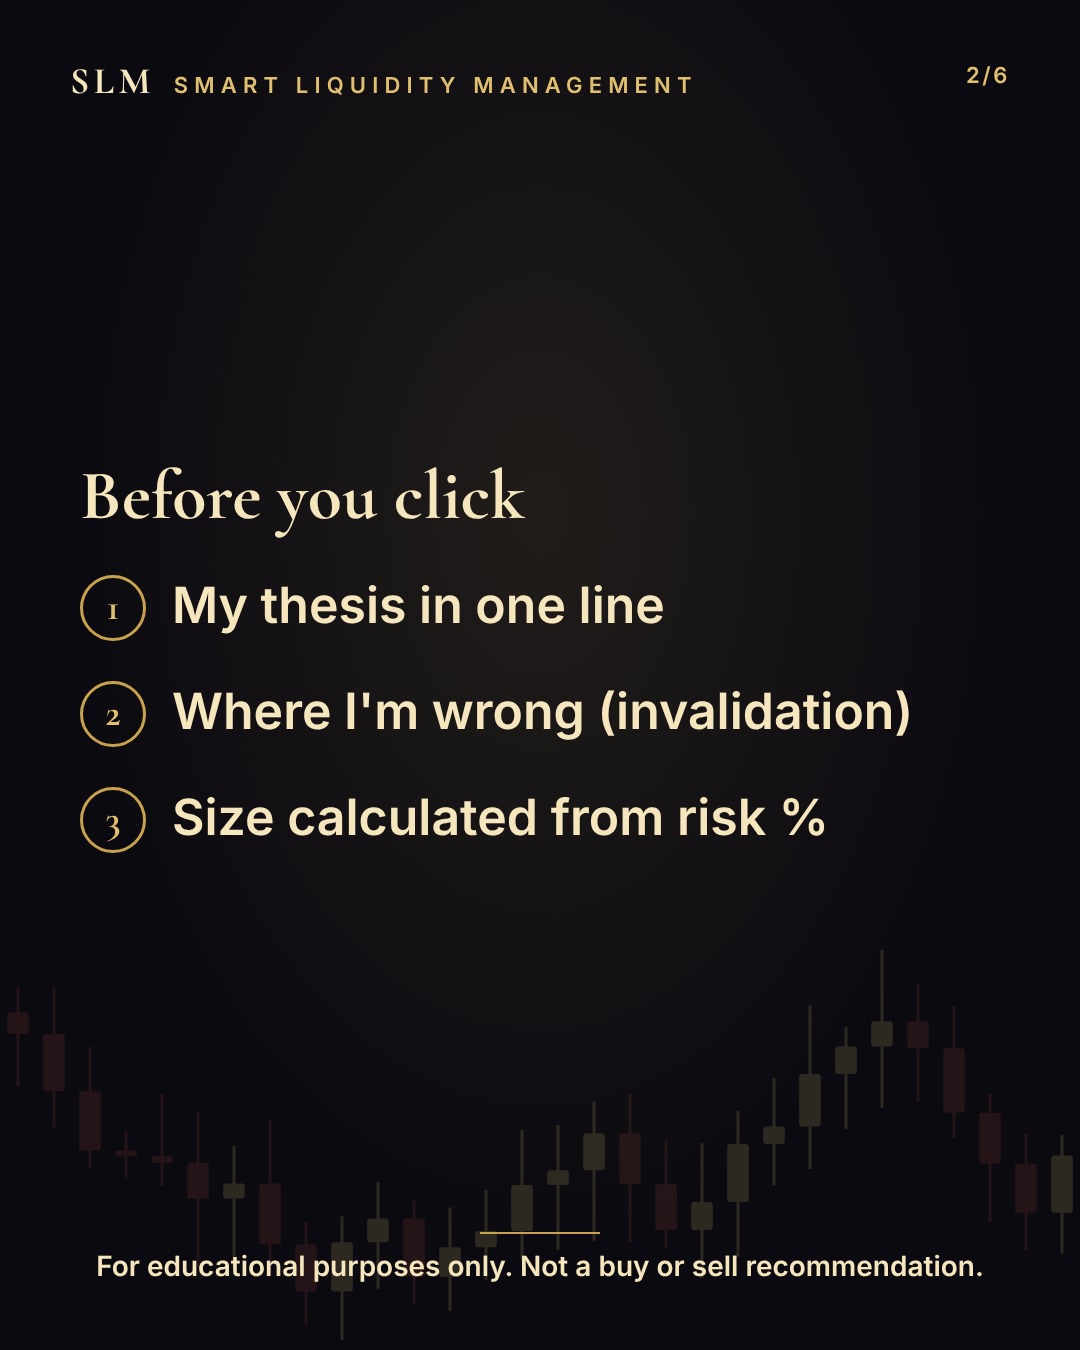 SLM SMART LIQUIDITY MANAGEMENT
2/6
Before you click
1 My thesis in one line
2 Where I'm wrong (invalidation)
3 Size calculated from risk %
For educational purposes only. Not a buy or sell recommendation.